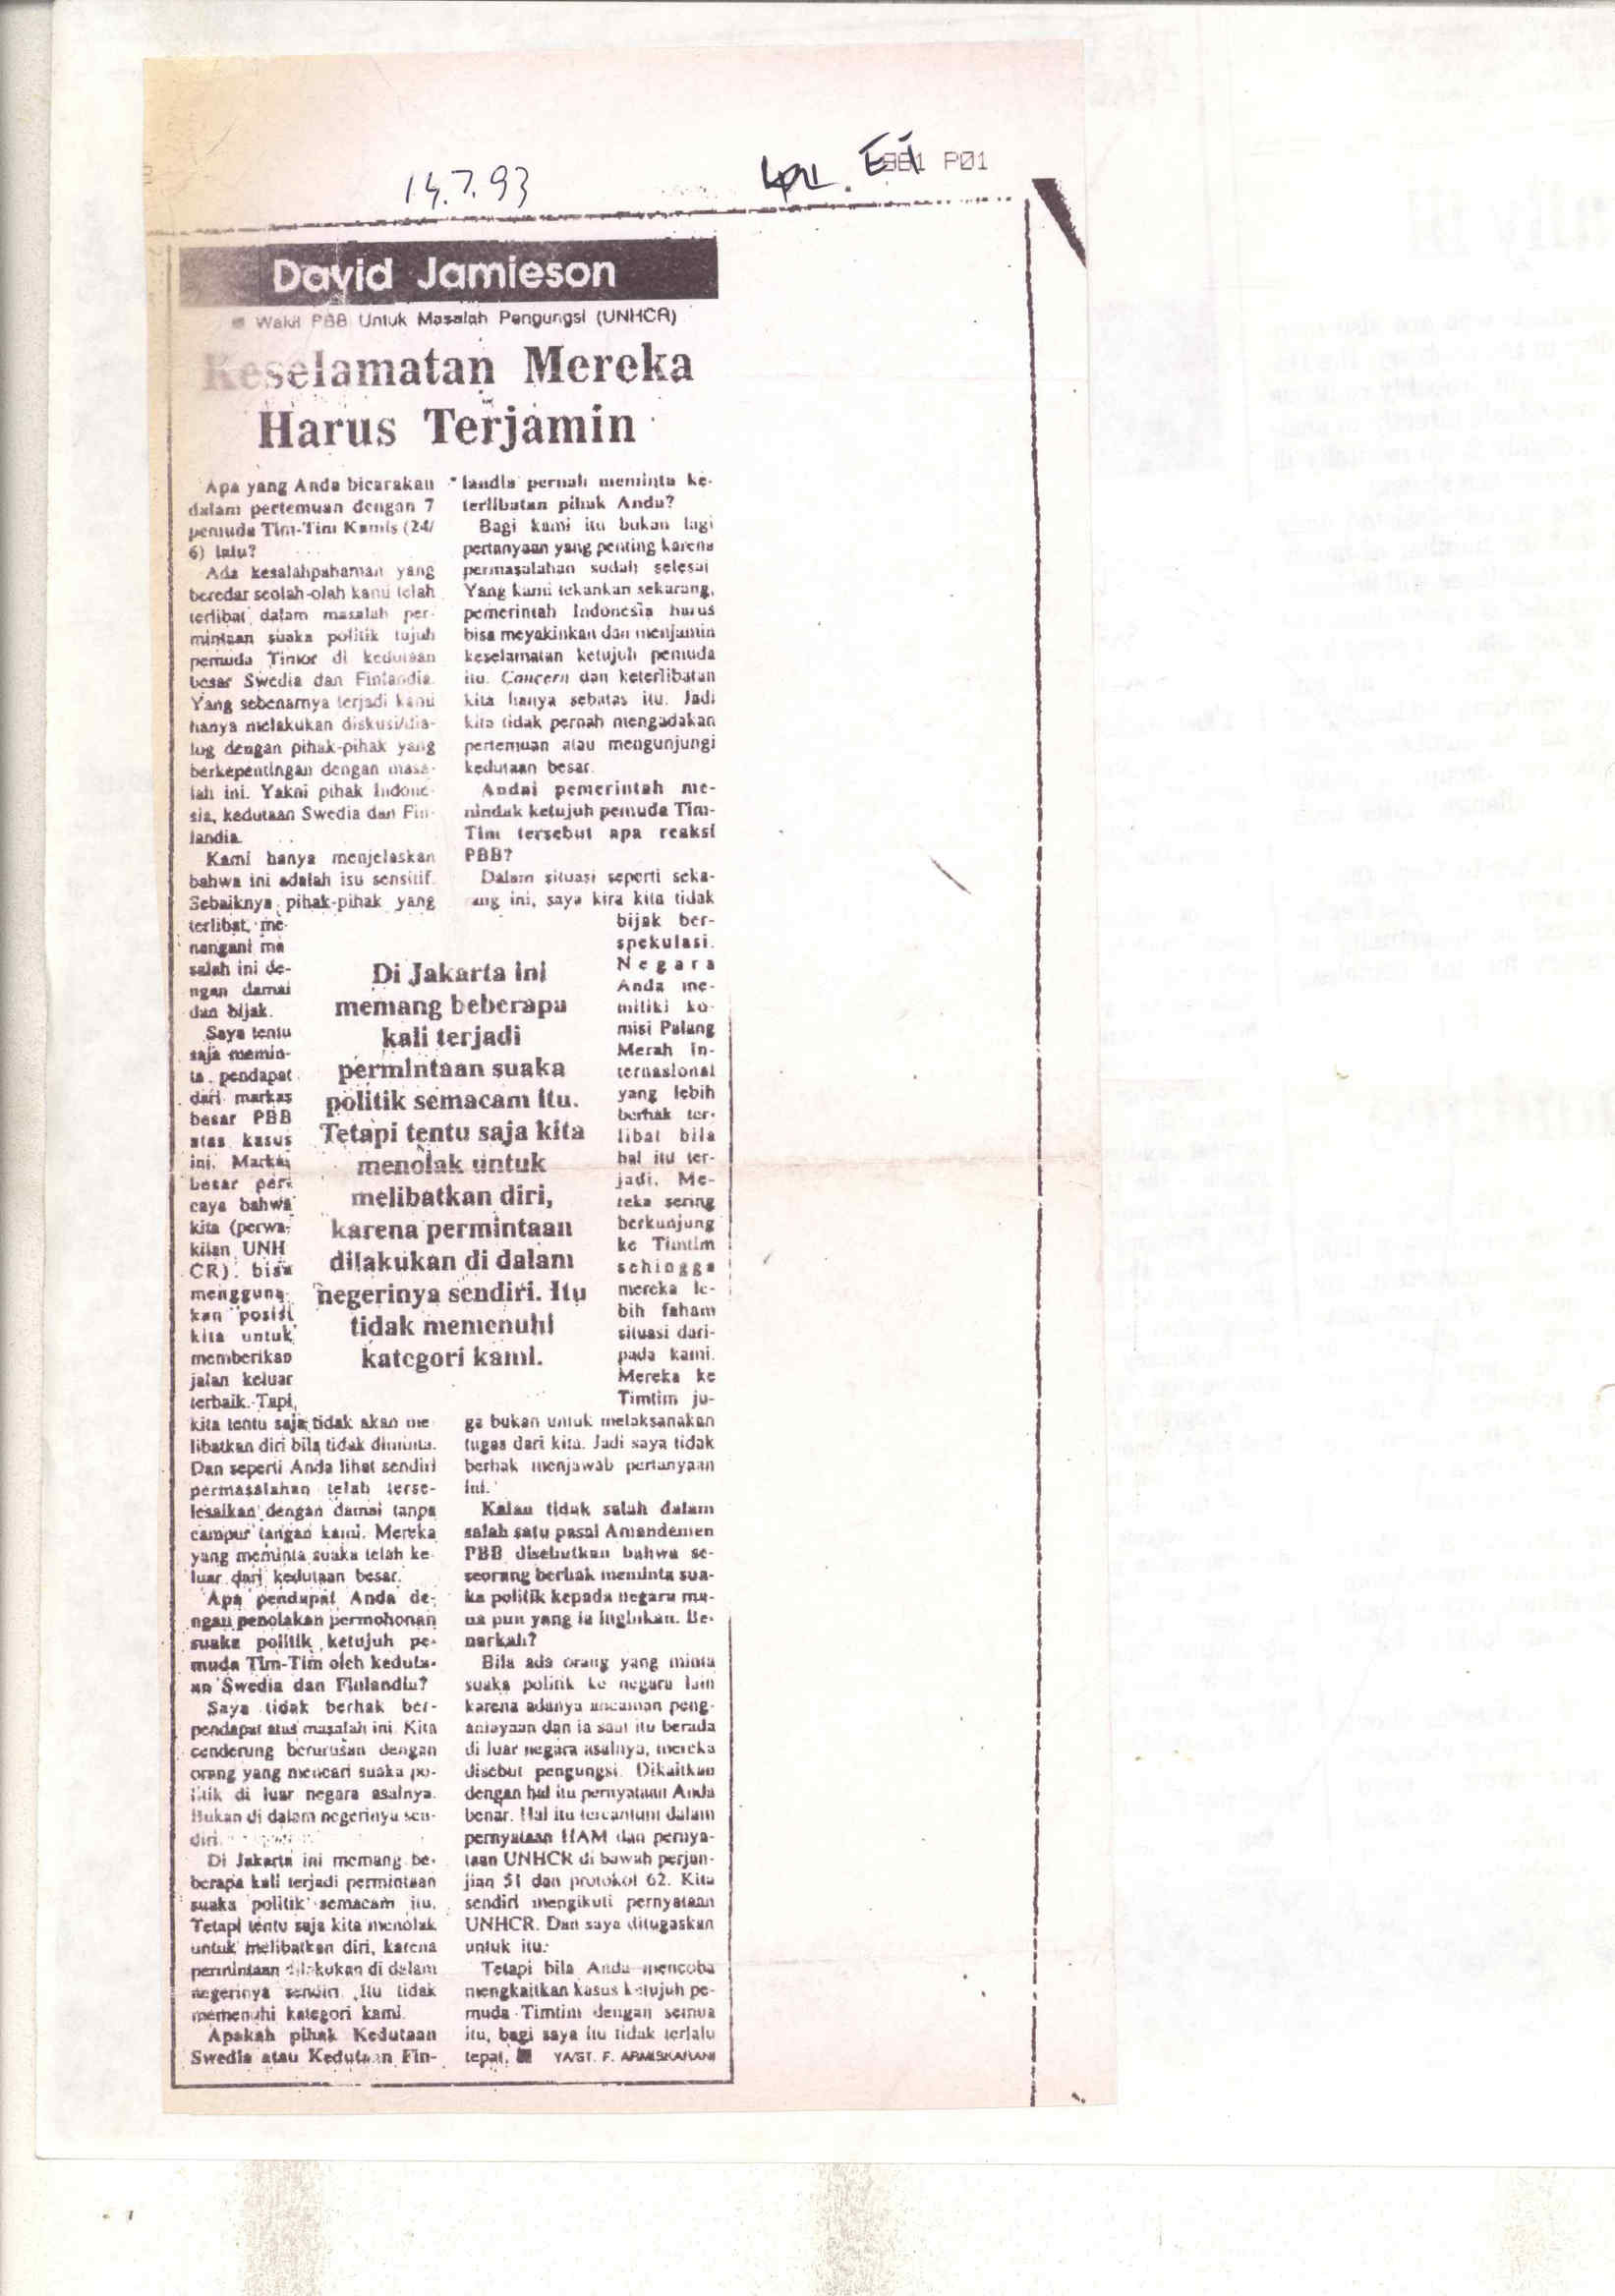 14.7.93
881 P01
David Jamieson
Wakil PBB Untuk Masalah Pengungsi (UNHCR)
Keselamatan Mereka
Harus Terjamin
Apa yang Anda bicarakan
dalam pertemuan dengan 7
pemuda Tim-Tim Kamis (24/
6) lalu?
Ada kesalahpahaman yang
beredar seolah-olah kami telah
terlibat dalam masalah per-
mintaan suaka politik tujuh
pemuda Timor di kedutaan
besar Swedia dan Finlandia.
Yang sebenarnya terjadi kami
hanya melakukan diskusi/dia-
log dengan pihak-pihak yang
berkepentingan dengan masa-
lah ini. Yakni pihak Indone-
sia, kedutaan Swedia dan Fin-
landia.
Kami hanya menjelaskan
bahwa ini adalah isu sensitif.
Sebaiknya pihak-pihak yang
terlibat, me-
nangani ma
salah ini de-
ngan damai
dan bijak.
Saya tentu
saja memin-
ta pendapat
dari markas
besar PBB
atas kasus
ini. Markas
besar per-
caya bahwa
kita (perwa-
kilan UNH
CR) bisa
mengguna-
kan posisi
kita untuk
memberikan
jalan keluar
terbaik. Tapi,
kita tentu saja tidak akan me
libatkan diri bila tidak diminta.
Dan seperti Anda lihat sendiri
permasalahan telah terse-
lesaikan dengan damai tanpa
campur tangan kami. Mereka
yang meminta suaka telah ke
luar dari kedutaan besar.
Apa pendapat Anda de-
ngan penolakan permohonan
suaka politik ketujuh pe-
muda Tim-Tim oleh keduta-
an Swedia dan Finlandia?
Saya tidak berhak ber-
pendapat atas masalah ini. Kita
cenderung berurusan dengan
orang yang mencari suaka po-
litik di luar negara asalnya.
Bukan di dalam negerinya sen-
diri.
Di Jakarta ini memang be-
berapa kali terjadi permintaan
suaka politik semacam itu.
Tetapi tentu saja kita menolak
untuk melibatkan diri, karena
permintaan dilakukan di dalam
negerinya sendiri. Itu tidak
memenuhi kategori kami.
Apakah pihak Kedutaan
Swedia atau Kedutaan Fin-
Di Jakarta ini
memang beberapa
kali terjadi
permintaan suaka
politik semacam itu.
Tetapi tentu saja kita
menolak untuk
melibatkan diri,
karena permintaan
dilakukan di dalam
negerinya sendiri. Itu
tidak memenuhi
kategori kami.
landia pernah meminta ke-
terlibatan pihak Anda?
Bagi kami itu bukan lagi
pertanyaan yang penting karena
permasalahan sudah selesai
Yang kami tekankan sekarang,
pemerintah Indonesia harus
bisa meyakinkan dan menjamin
keselamatan ketujuh pemuda
itu. Concern dan keterlibatan
kita hanya sebatas itu. Jadi
kita tidak pernah mengadakan
pertemuan atau mengunjungi
kedutaan besar.
Andai pemerintah me-
nindak ketujuh pemuda Tim-
Tim tersebut apa reaksi
PBB?
Dalam situasi seperti seka-
rang ini, saya kira kita tidak
bijak ber-
spekulasi.
Negara
Anda me-
miliki ko-
misi Palang
Merah In-
ternasional
yang lebih
berhak ter-
libat bila
hal itu ter-
jadi. Me-
reka sering
berkunjung
ke Timtim
sehingga
mereka le-
bih faham
situasi dari-
pada kami.
Mereka ke
Timtim ju-
ga bukan untuk melaksanakan
tugas dari kita. Jadi saya tidak
berhak menjawab pertanyaan
ini.
Kalau tidak salah dalam
salah satu pasal Amandemen
PBB disebutkan bahwa se-
seorang berhak meminta sua-
ka politik kepada negara ma-
na pun yang ia inginkan. Be-
narkah?
Bila ada orang yang minta
suaka politik ke negara lain
karena adanya ancaman peng-
aniayaan dan ia saat itu berada
di luar negara asalnya, mereka
disebut pengungsi. Dikaitkan
dengan hal itu pernyataan Anda
benar. Hal itu tercantum dalam
pernyataan HAM dan pernya-
taan UNHCR di bawah perjan-
jian 51 dan protokol 62. Kita
sendiri mengikuti pernyataan
UNHCR. Dan saya ditugaskan
untuk itu.
Tetapi bila Anda mencoba
mengkaitkan kasus ketujuh pe-
muda Timtim dengan semua
itu, bagi saya itu tidak terlalu
tepat. YA/ST. F. ARMISKARANI